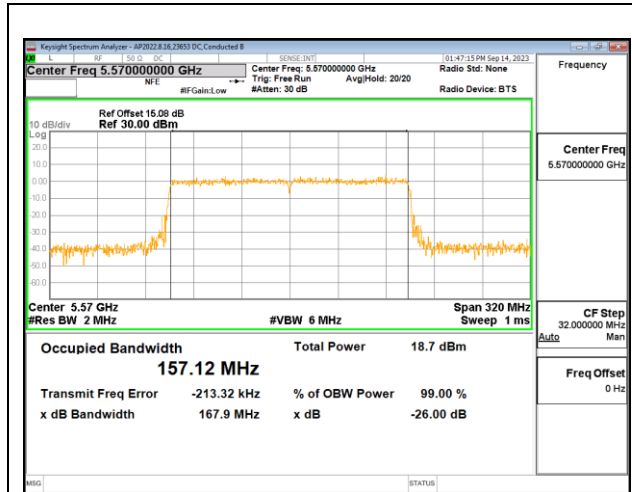 Keysight Spectrum Analyzer - AP2022.8.16,23653 DC,Conducted B
L RF 50 Ω DC SENSE:INT 01:47:15 PM Sep 14, 2023
Center Freq 5.570000000 GHz Center Freq: 5.570000000 GHz Radio Std: None
NFE Trig: Free Run Avg|Hold: 20/20
#IFGain:Low #Atten: 30 dB Radio Device: BTS
Ref Offset 15.08 dB
10 dB/div Ref 30.00 dBm
Log
20.0
10.0
0.00
-10.0
-20.0
-30.0
-40.0
-50.0
-60.0
Center 5.57 GHz Span 320 MHz
#Res BW 2 MHz #VBW 6 MHz Sweep 1 ms
Occupied Bandwidth Total Power 18.7 dBm
157.12 MHz
Transmit Freq Error -213.32 kHz % of OBW Power 99.00 %
x dB Bandwidth 167.9 MHz x dB -26.00 dB
MSG STATUS
Frequency
Center Freq
5.570000000 GHz
CF Step
32.000000 MHz
Auto Man
Freq Offset
0 Hz